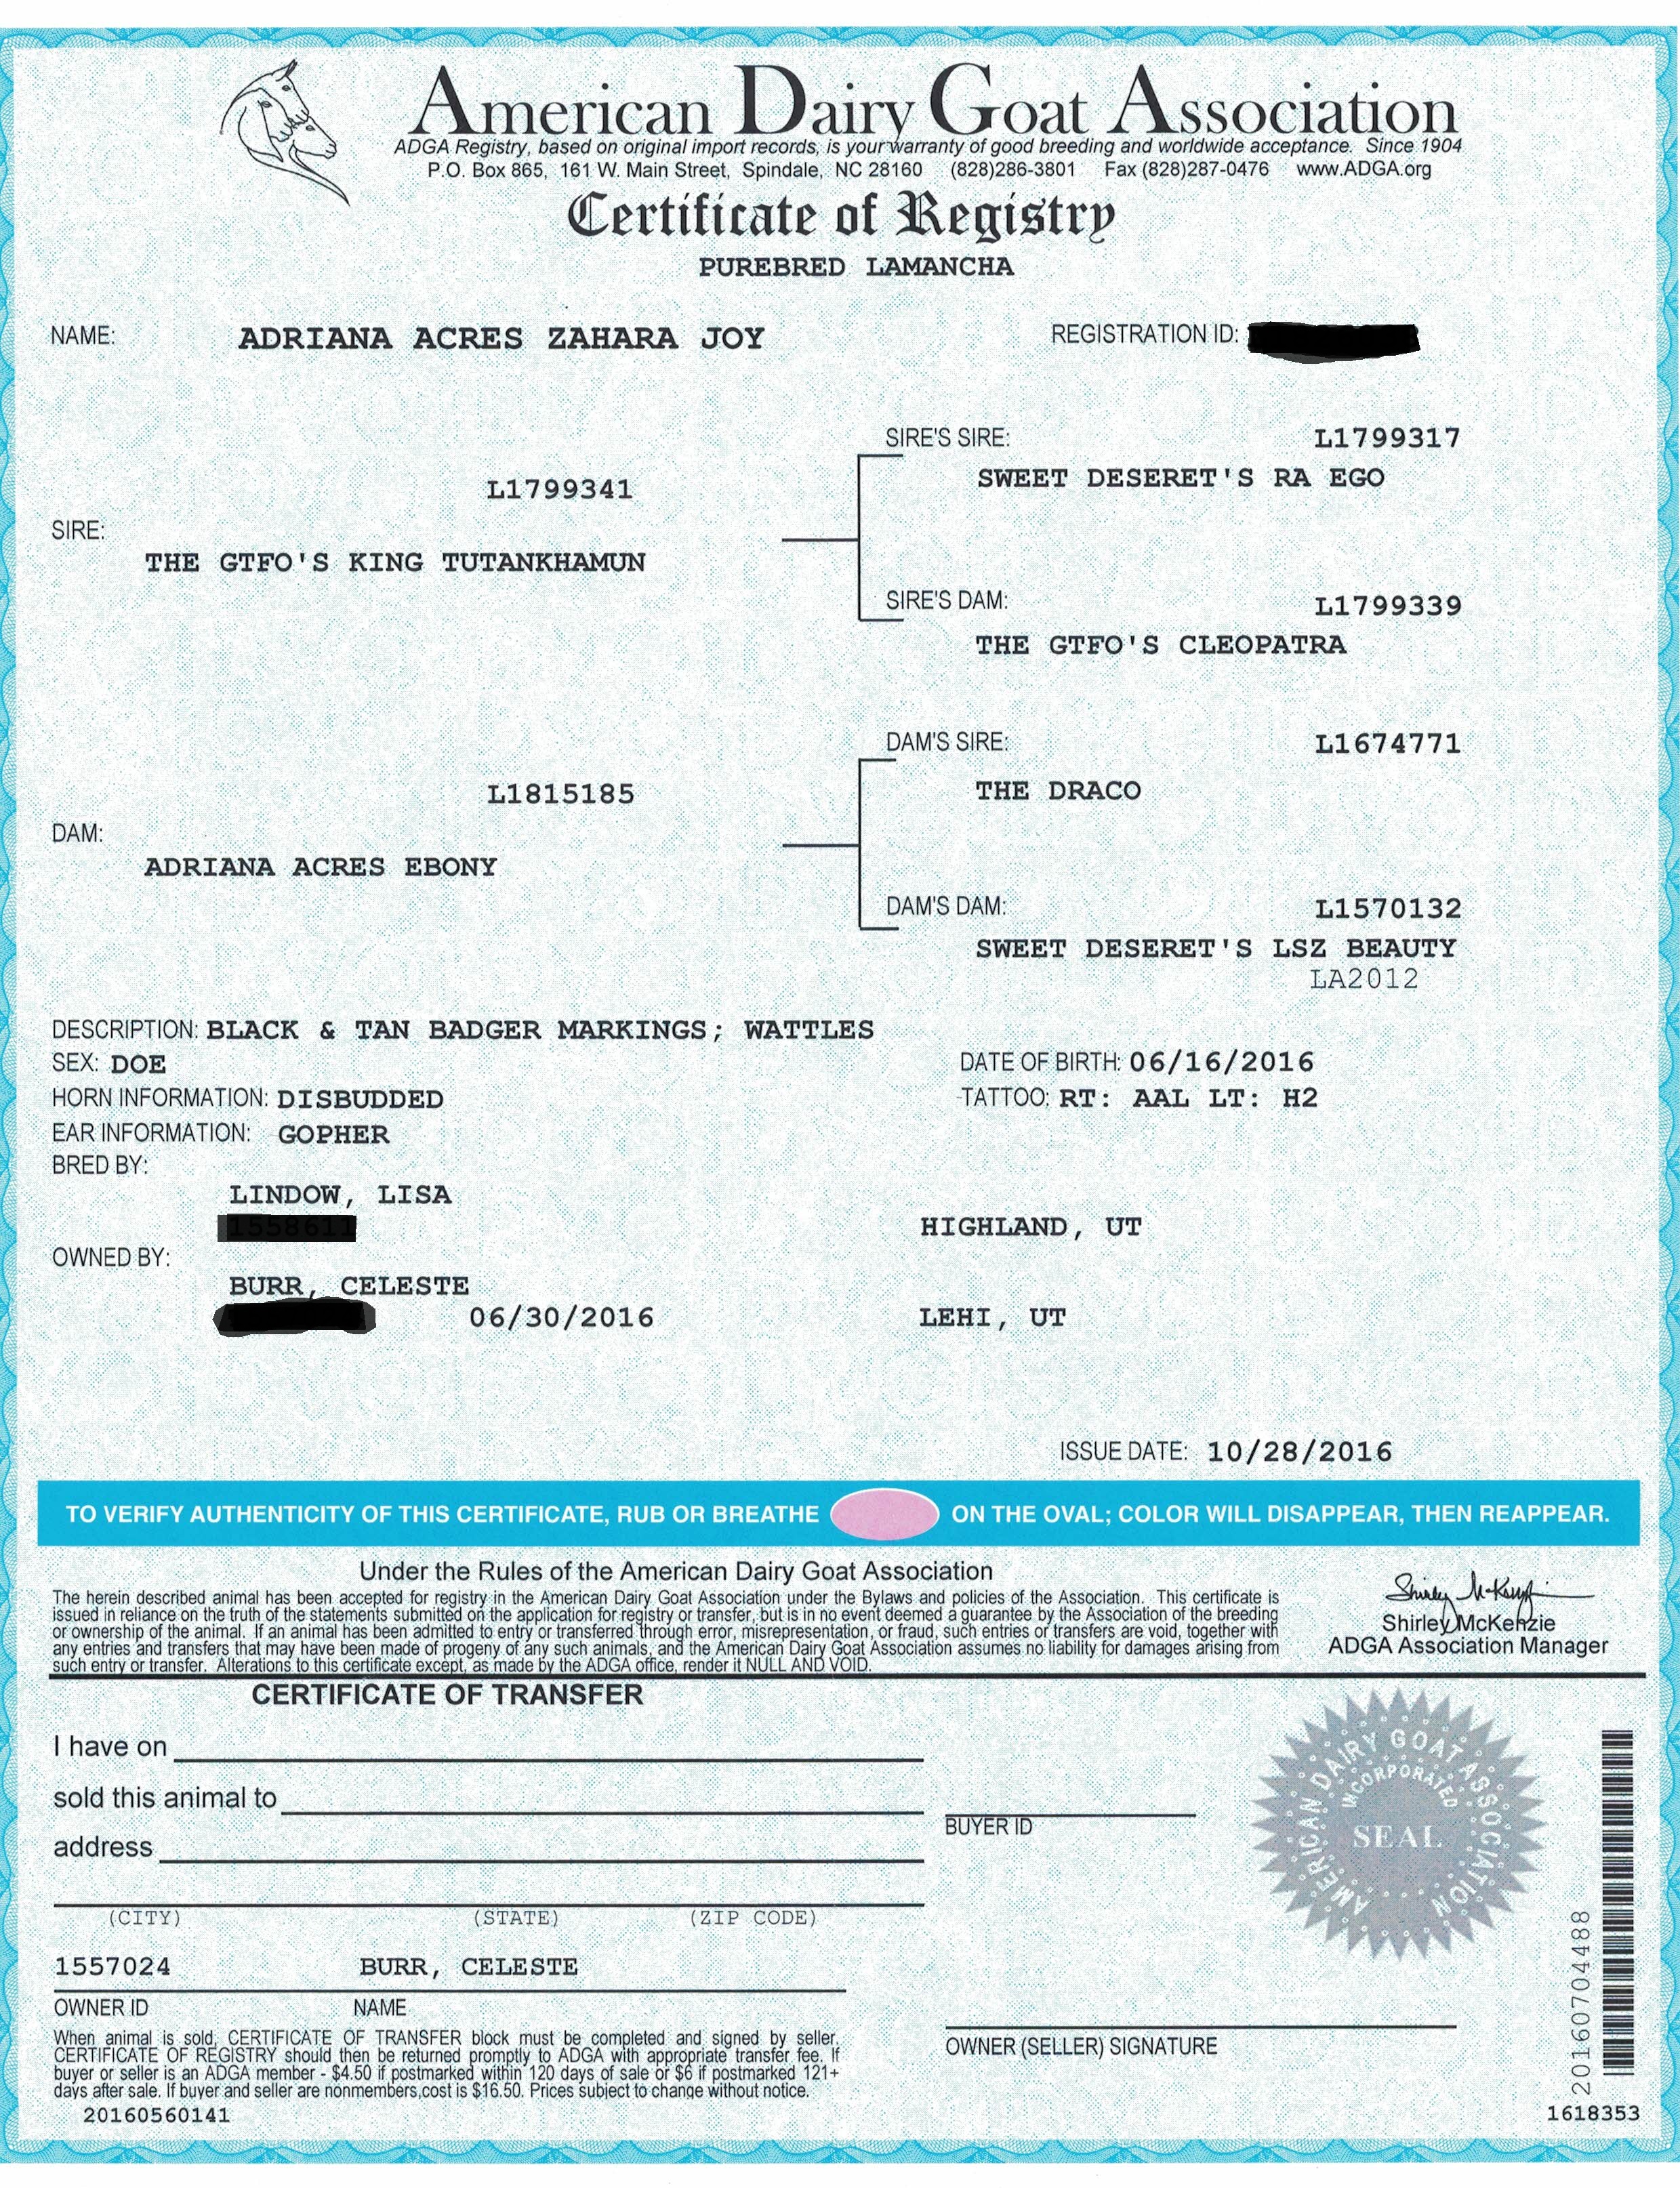 American Dairy Goat Association
ADGA Registry, based on original import records, is your warranty of good breeding and worldwide acceptance. Since 1904
P.O. Box 865, 161 W. Main Street, Spindale, NC 28160 (828)286-3801 Fax (828)287-0476 www.ADGA.org
Certificate of Registry
PUREBRED LAMANCHA
NAME: ADRIANA ACRES ZAHARA JOY REGISTRATION ID:
SIRE'S SIRE: L1799317
SWEET DESERET'S RA EGO
L1799341
SIRE:
THE GTFO'S KING TUTANKHAMUN
SIRE'S DAM: L1799339
THE GTFO'S CLEOPATRA
DAM'S SIRE: L1674771
THE DRACO
L1815185
DAM:
ADRIANA ACRES EBONY
DAM'S DAM: L1570132
SWEET DESERET'S LSZ BEAUTY
LA2012
DESCRIPTION: BLACK & TAN BADGER MARKINGS; WATTLES
SEX: DOE DATE OF BIRTH: 06/16/2016
HORN INFORMATION: DISBUDDED TATTOO: RT: AAL LT: H2
EAR INFORMATION: GOPHER
BRED BY:
LINDOW, LISA
HIGHLAND, UT
OWNED BY:
BURR, CELESTE
06/30/2016 LEHI, UT
ISSUE DATE: 10/28/2016
TO VERIFY AUTHENTICITY OF THIS CERTIFICATE, RUB OR BREATHE ON THE OVAL; COLOR WILL DISAPPEAR, THEN REAPPEAR.
Under the Rules of the American Dairy Goat Association
The herein described animal has been accepted for registry in the American Dairy Goat Association under the Bylaws and policies of the Association. This certificate is
issued in reliance on the truth of the statements submitted on the application for registry or transfer, but is in no event deemed a guarantee by the Association of the breeding
or ownership of the animal. If an animal has been admitted to entry or transferred through error, misrepresentation, or fraud, such entries or transfers are void, together with
any entries and transfers that may have been made of progeny of any such animals, and the American Dairy Goat Association assumes no liability for damages arising from
such entry or transfer. Alterations to this certificate except, as made by the ADGA office, render it NULL AND VOID.
Shirley McKenzie
ADGA Association Manager
CERTIFICATE OF TRANSFER
I have on
sold this animal to
BUYER ID
address
(CITY) (STATE) (ZIP CODE)
1557024 BURR, CELESTE
OWNER ID NAME
When animal is sold, CERTIFICATE OF TRANSFER block must be completed and signed by seller.
CERTIFICATE OF REGISTRY should then be returned promptly to ADGA with appropriate transfer fee. If
buyer or seller is an ADGA member - $4.50 if postmarked within 120 days of sale or $6 if postmarked 121+
days after sale. If buyer and seller are nonmembers,cost is $16.50. Prices subject to change without notice.
OWNER (SELLER) SIGNATURE
AMERICAN DAIRY GOAT ASSOCIATION
INCORPORATED
SEAL
20160704488
20160560141
1618353